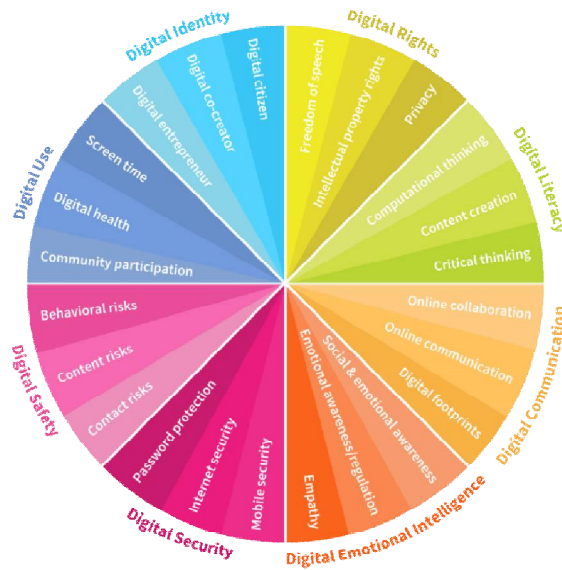 Digital Rights
Freedom of speech
Intellectual property rights
Privacy
Digital Literacy
Computational thinking
Content creation
Critical thinking
Digital Communication
Online collaboration
Online communication
Digital footprints
Digital Emotional Intelligence
Social & emotional awareness
Emotional awareness/regulation
Empathy
Digital Security
Mobile security
Internet security
Password protection
Digital Safety
Contact risks
Content risks
Behavioral risks
Digital Use
Community participation
Digital health
Screen time
Digital Identity
Digital entrepreneur
Digital co-creator
Digital citizen